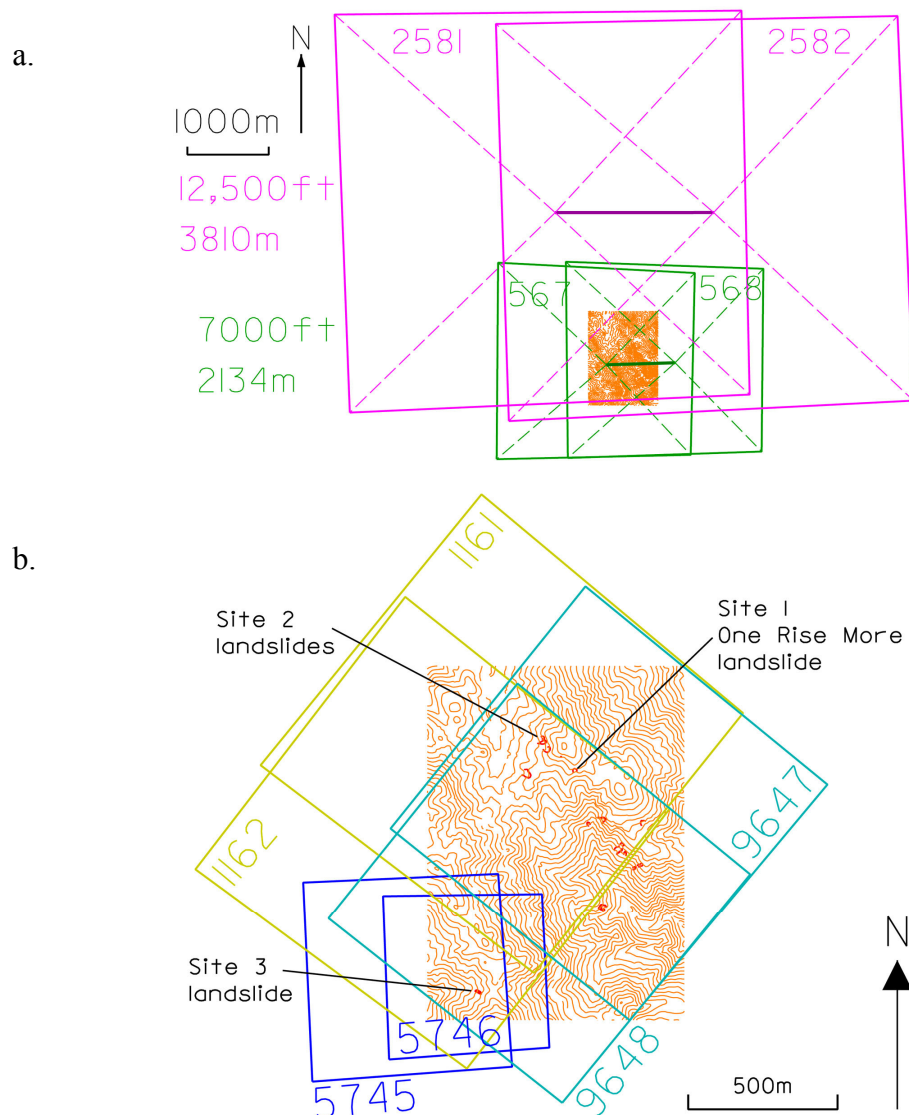 a.
N
1000m
12,500ft
3810m
7000ft
2134m
2581
2582
567
568
b.
1161
1162
Site 2
landslides
Site 1
One Rise More
landslide
9647
9648
Site 3
landslide
5746
5745
N
500m